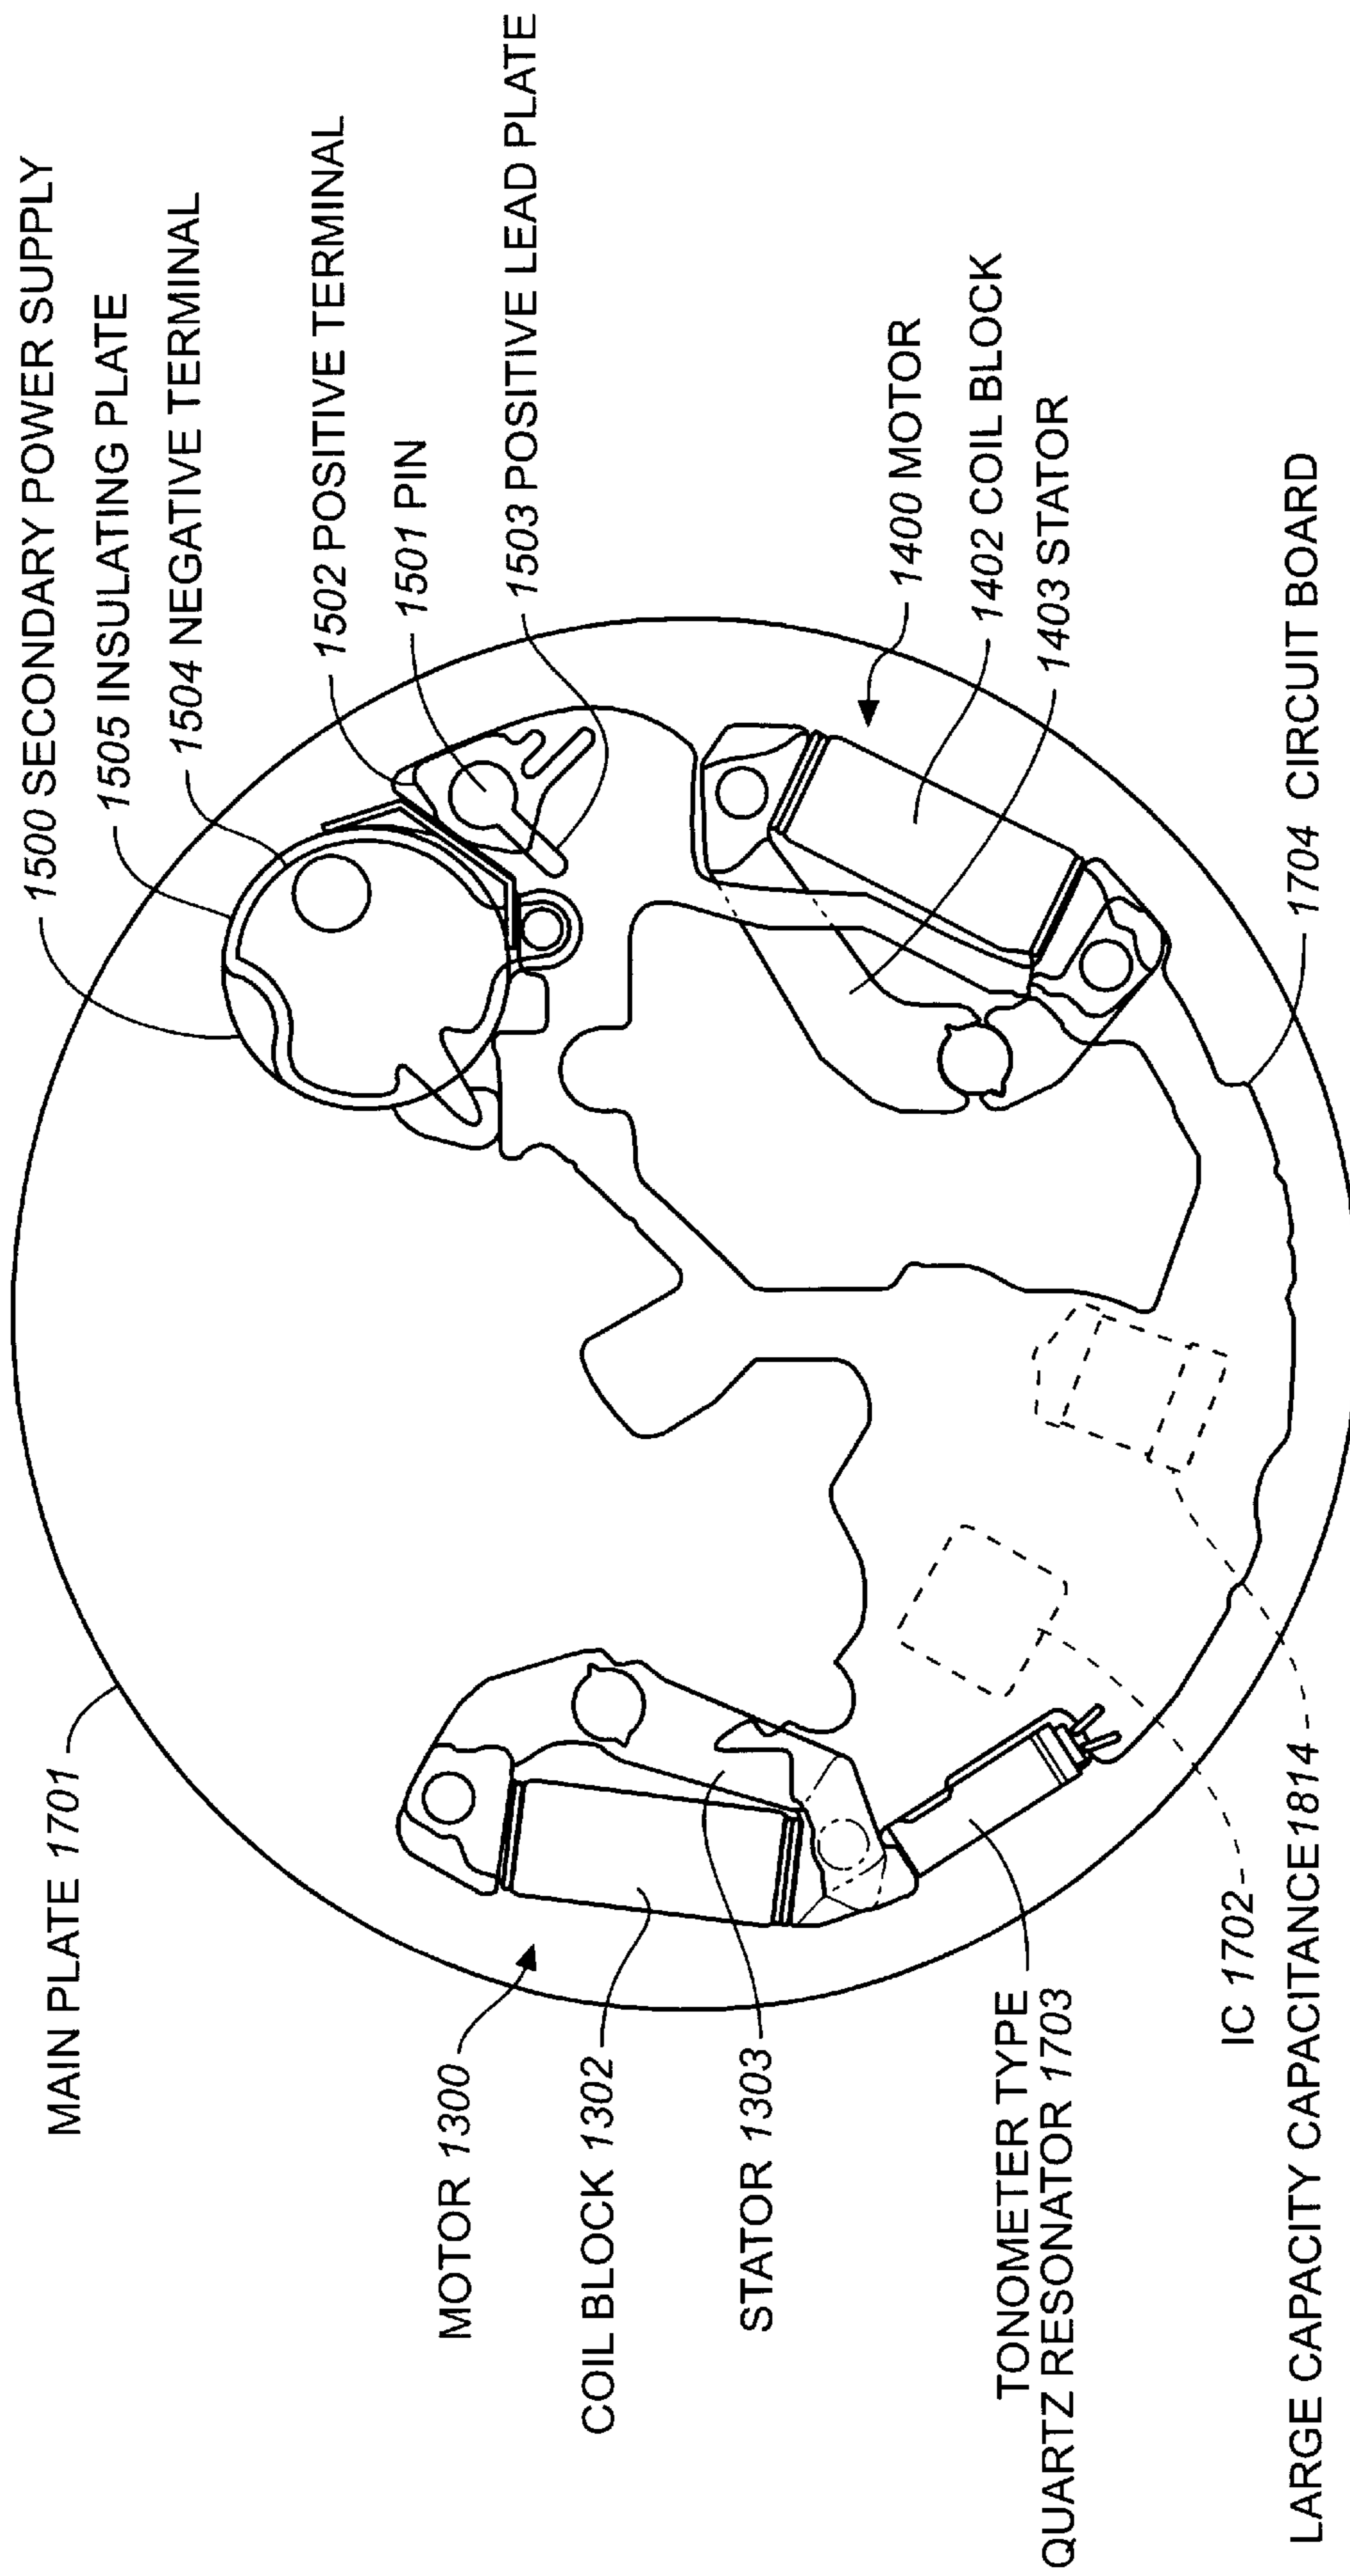 1500 SECONDARY POWER SUPPLY
1505 INSULATING PLATE
1504 NEGATIVE TERMINAL
1502 POSITIVE TERMINAL
1501 PIN
1503 POSITIVE LEAD PLATE
1400 MOTOR
1402 COIL BLOCK
1403 STATOR
1704 CIRCUIT BOARD
MAIN PLATE 1701
MOTOR 1300
COIL BLOCK 1302
STATOR 1303
TONOMETER TYPE
QUARTZ RESONATOR 1703
IC 1702
LARGE CAPACITY CAPACITANCE 1814